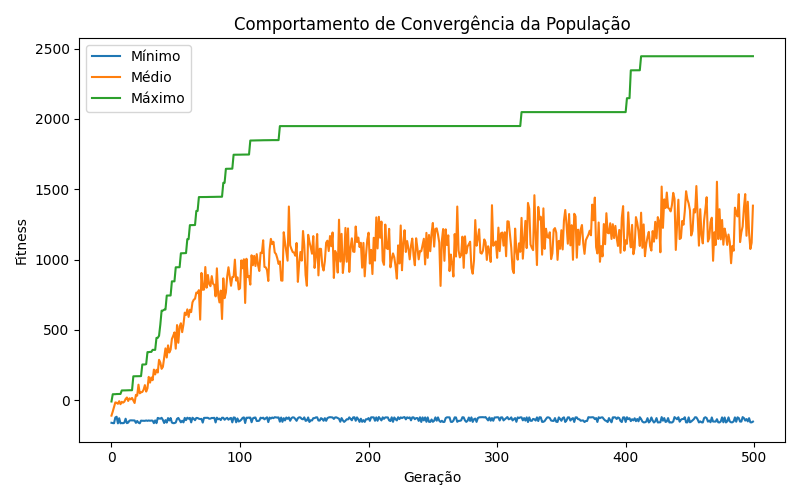 Comportamento de Convergência da População
Mínimo
Médio
Máximo
Fitness
2500
2000
1500
1000
500
0
0 100 200 300 400 500
Geração